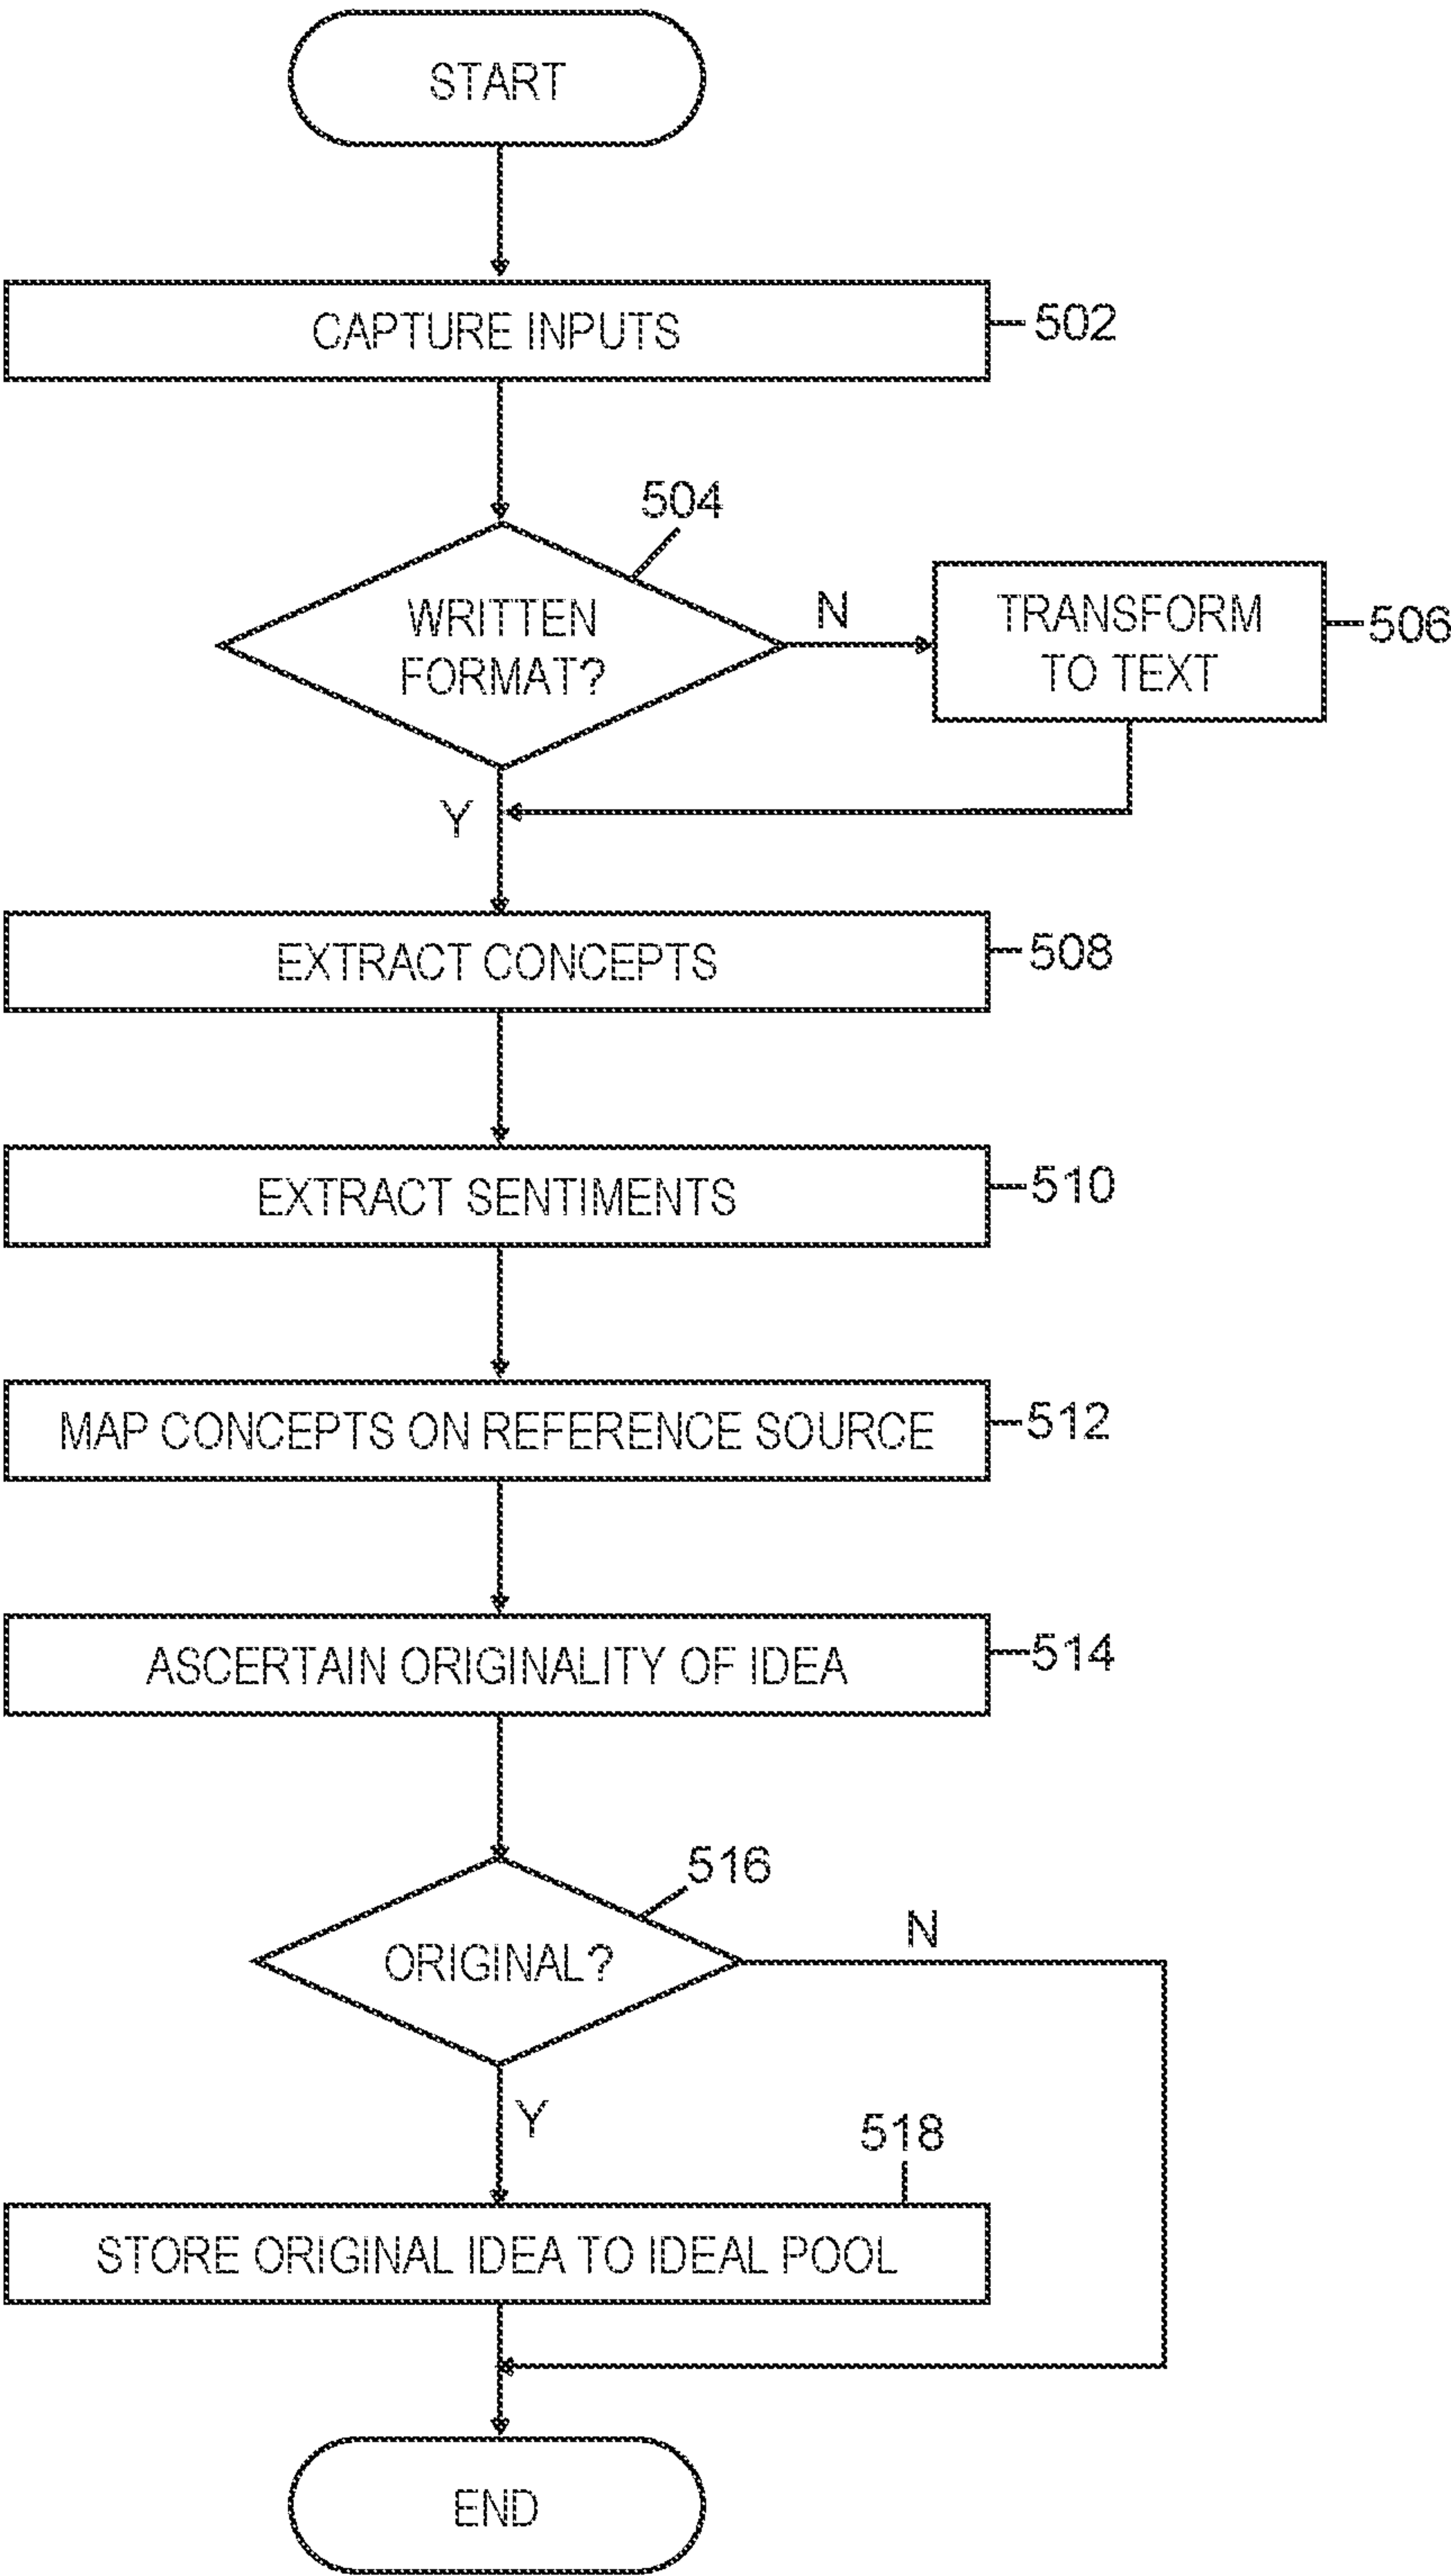 START
CAPTURE INPUTS
502
504
WRITTEN
FORMAT?
N
TRANSFORM
TO TEXT
506
Y
EXTRACT CONCEPTS
508
EXTRACT SENTIMENTS
510
MAP CONCEPTS ON REFERENCE SOURCE
512
ASCERTAIN ORIGINALITY OF IDEA
514
516
ORIGINAL?
N
Y
518
STORE ORIGINAL IDEA TO IDEAL POOL
END